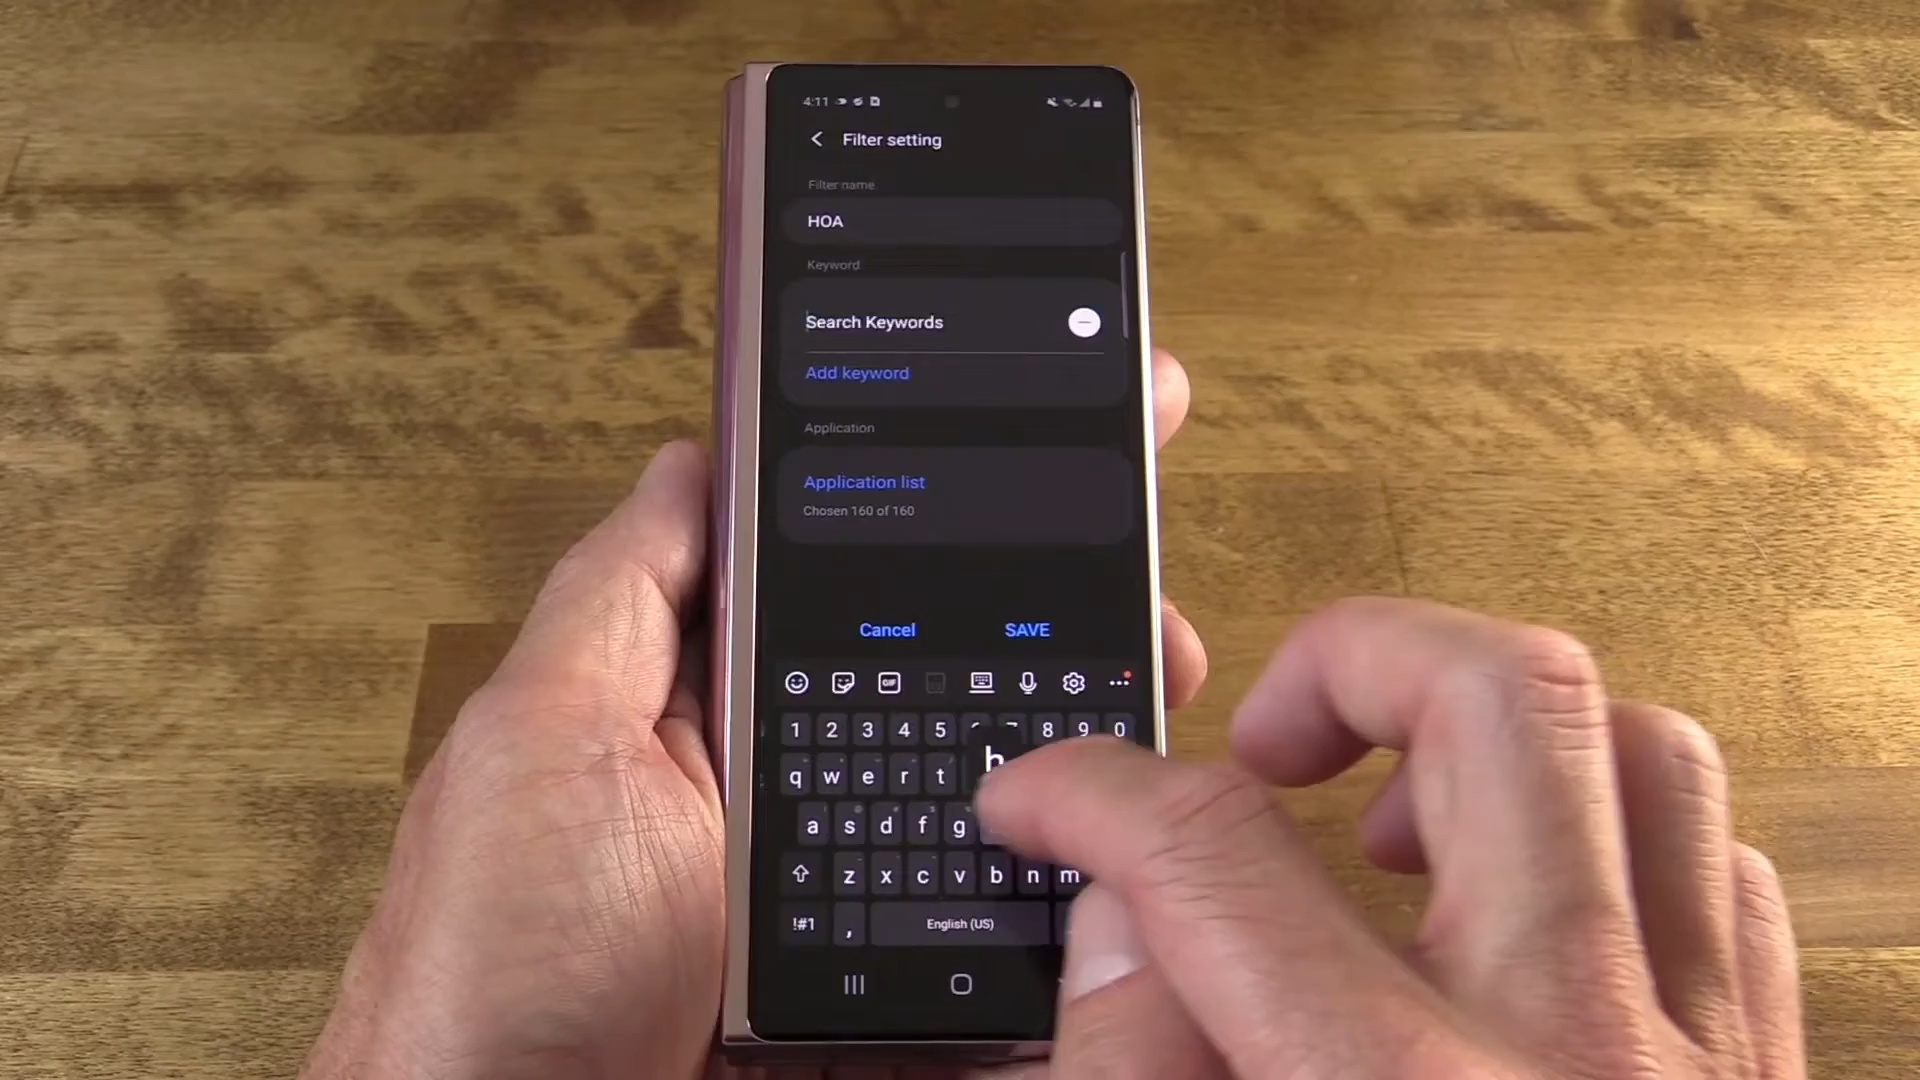 4:11
Filter setting
Filter name
HOA
Keyword
Search Keywords
Add keyword
Application
Application list
Chosen 160 of 160
Cancel
SAVE
GIF
1 2 3 4 5 8 9 0
q w e r t
h
a s d f g
z x c v b n m
!#1 , English (US)